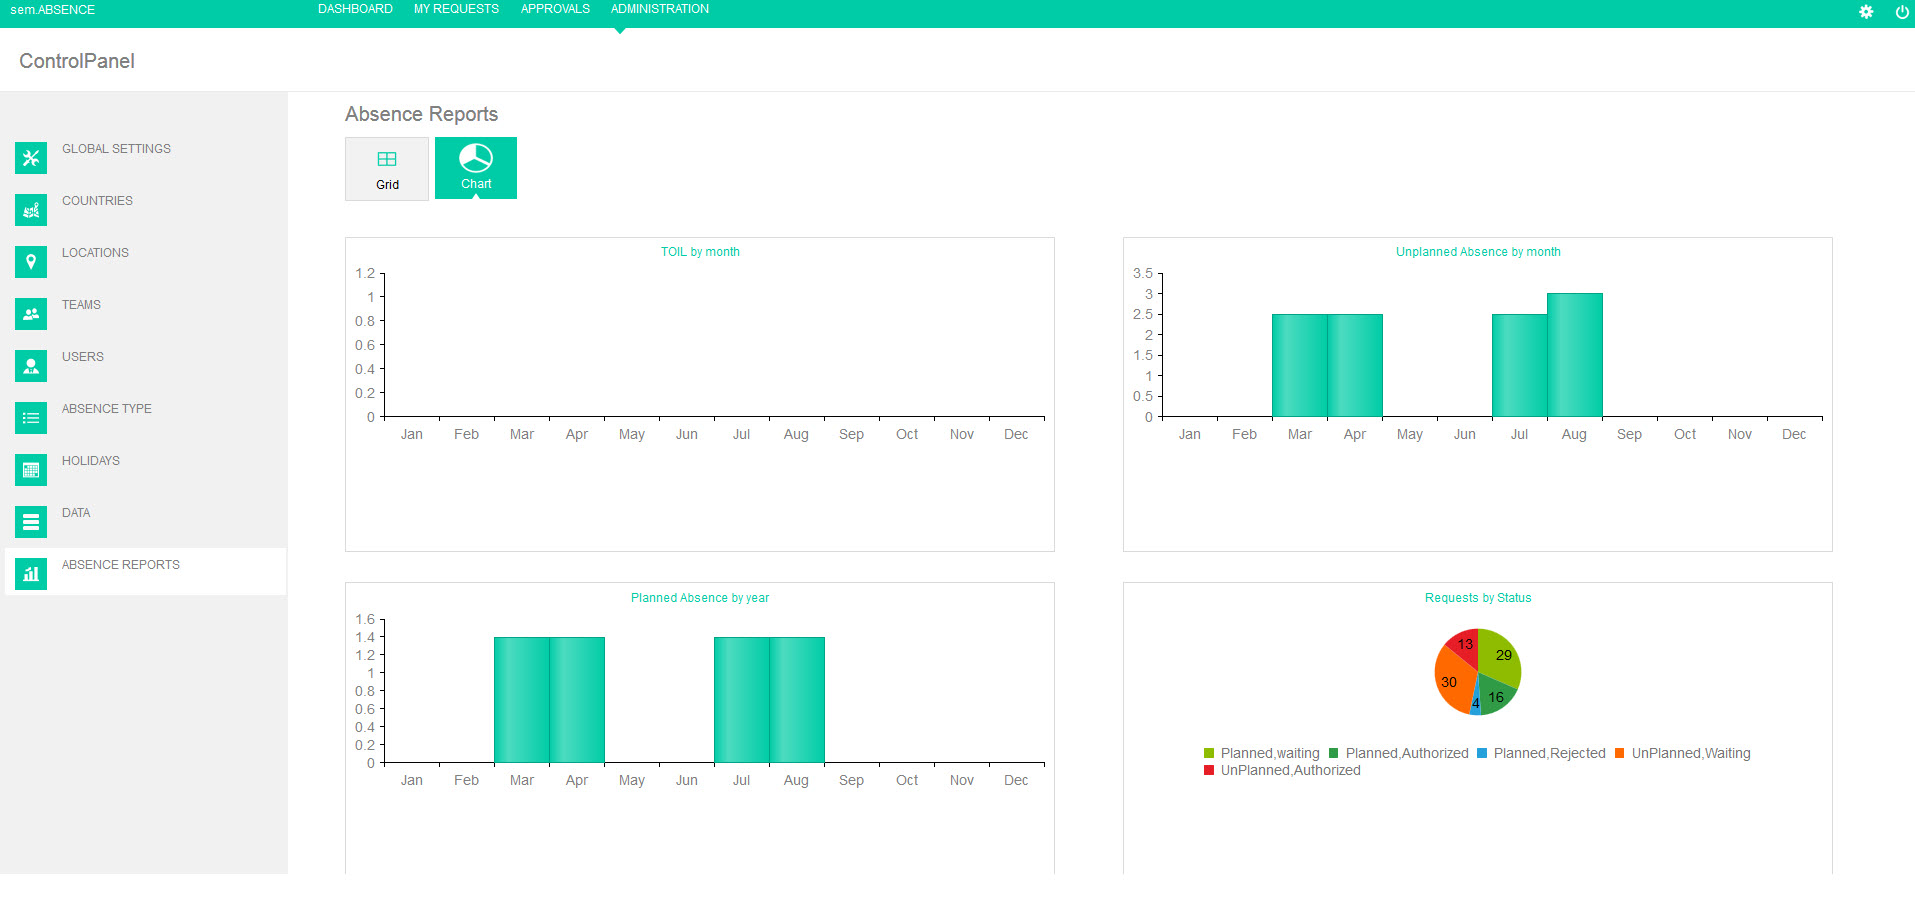 sem.ABSENCE DASHBOARD MY REQUESTS APPROVALS ADMINISTRATION
ControlPanel
GLOBAL SETTINGS
COUNTRIES
LOCATIONS
TEAMS
USERS
ABSENCE TYPE
HOLIDAYS
DATA
ABSENCE REPORTS
Absence Reports
Grid
Chart
TOIL by month
1.2
1
0.8
0.6
0.4
0.2
0
Jan Feb Mar Apr May Jun Jul Aug Sep Oct Nov Dec
Unplanned Absence by month
3.5
3
2.5
2
1.5
1
0.5
0
Jan Feb Mar Apr May Jun Jul Aug Sep Oct Nov Dec
Planned Absence by year
1.6
1.4
1.2
1
0.8
0.6
0.4
0.2
0
Jan Feb Mar Apr May Jun Jul Aug Sep Oct Nov Dec
Requests by Status
13
29
30
16
4
Planned,waiting Planned,Authorized Planned,Rejected UnPlanned,Waiting
UnPlanned,Authorized